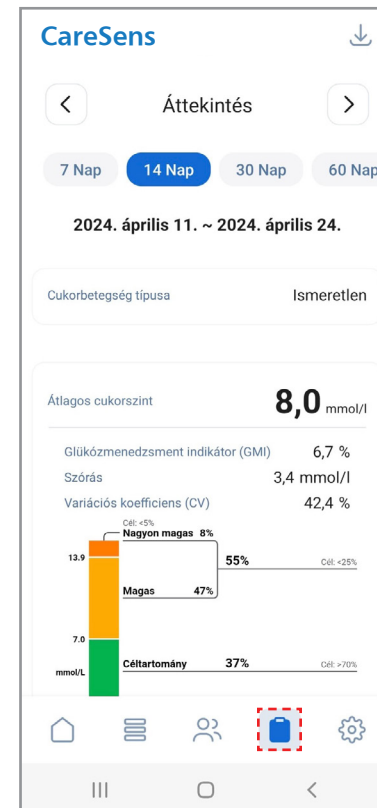 CareSens
Áttekintés
7 Nap 14 Nap 30 Nap 60 Nap
2024. április 11. ~ 2024. április 24.
Cukorbetegség típusa Ismeretlen
Átlagos cukorszint 8,0 mmol/l
Glükózmenedzsment indikátor (GMI) 6,7 %
Szórás 3,4 mmol/l
Variációs koefficiens (CV) 42,4 %
Cél: <5%
Nagyon magas 8%
13.9 55% Cél: <25%
Magas 47%
7.0
Céltartomány 37% Cél: >70%
mmol/L